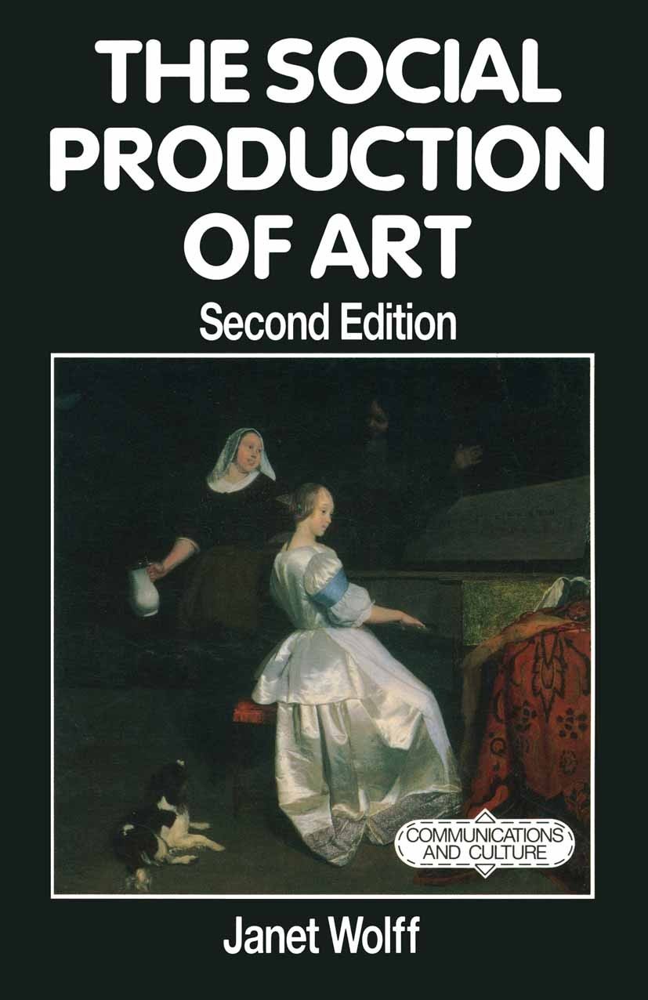 THE SOCIAL
PRODUCTION
OF ART
Second Edition
COMMUNICATIONS
AND CULTURE
Janet Wolff